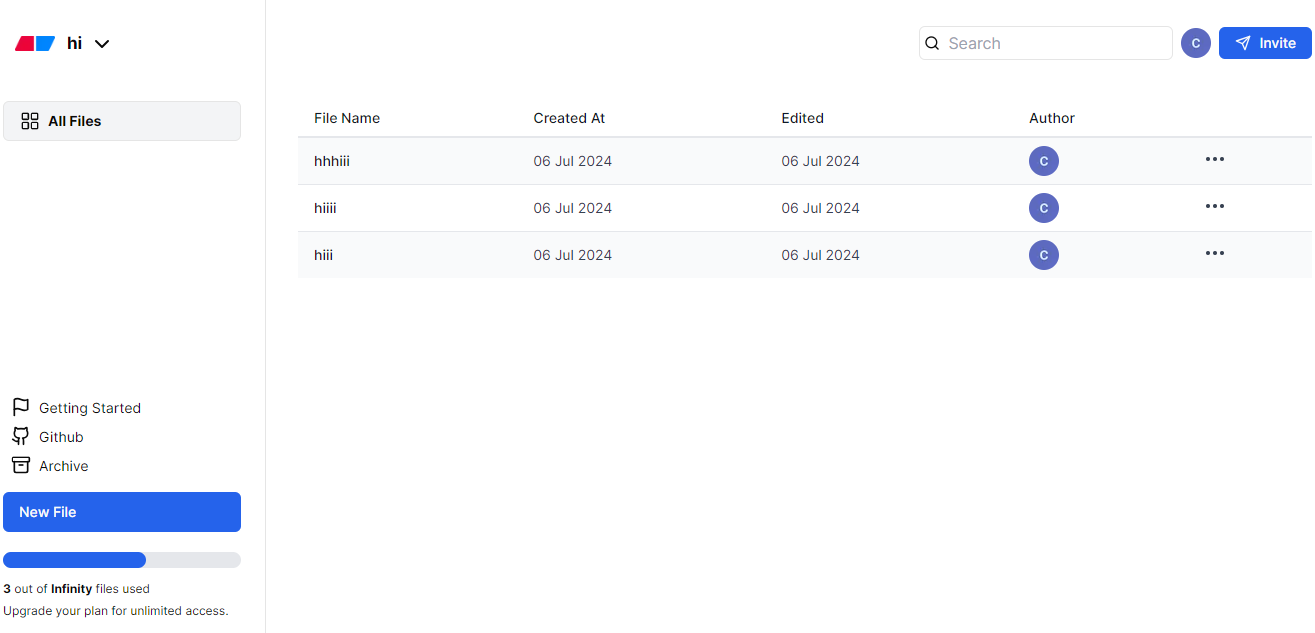 hi
Search
C
Invite
All Files
File Name Created At Edited Author
hhhiii 06 Jul 2024 06 Jul 2024 C
hiiii 06 Jul 2024 06 Jul 2024 C
hiii 06 Jul 2024 06 Jul 2024 C
Getting Started
Github
Archive
New File
3 out of Infinity files used
Upgrade your plan for unlimited access.